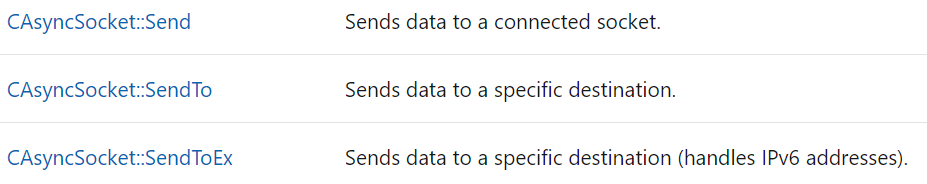 CAsyncSocket::Send Sends data to a connected socket.
CAsyncSocket::SendTo Sends data to a specific destination.
CAsyncSocket::SendToEx Sends data to a specific destination (handles IPv6 addresses).